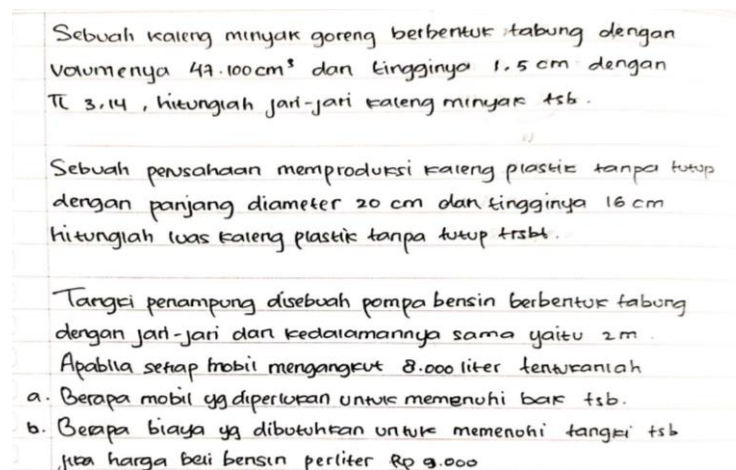 Sebuah kaleng minyak goreng berbentuk tabung dengan
volumenya 47.100 cm³ dan tingginya 1.5 cm dengan
π 3,14, hitunglah jari-jari kaleng minyak tsb.
Sebuah perusahaan memproduksi kaleng plastik tanpa tutup
dengan panjang diameter 20 cm dan tingginya 16 cm
hitunglah luas kaleng plastik tanpa tutup trsbt.
Tangki penampung disebuah pompa bensin berbentuk tabung
dengan jari-jari dan kedalamannya sama yaitu 2m.
Apabila setiap mobil mengangkut 8.000 liter tentukanlah
a. Berapa mobil yg diperlukan untuk memenuhi bak tsb.
b. Berapa biaya yg dibutuhkan untuk memenohi tangki tsb
jika harga beli bensin perliter Rp 9.000